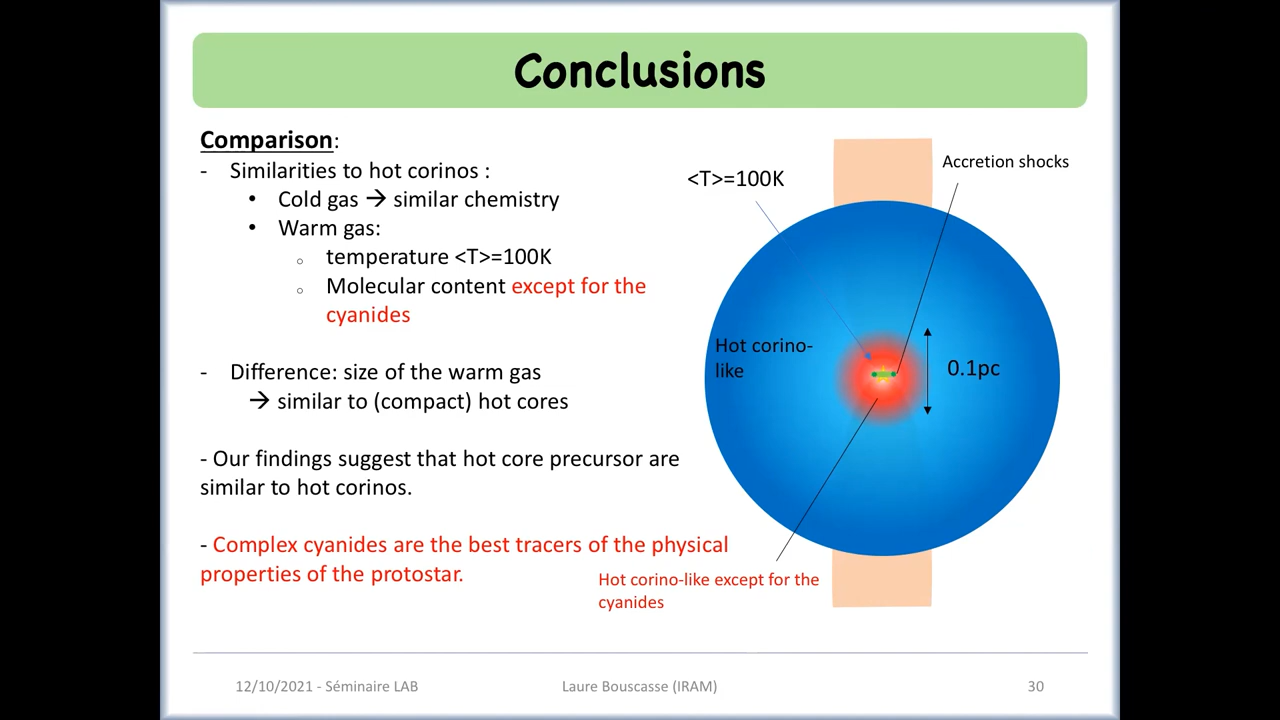 Conclusions
Comparison:
- Similarities to hot corinos :
• Cold gas → similar chemistry
• Warm gas:
○ temperature <T>=100K
○ Molecular content except for the
cyanides
- Difference: size of the warm gas
→ similar to (compact) hot cores
- Our findings suggest that hot core precursor are
similar to hot corinos.
- Complex cyanides are the best tracers of the physical
properties of the protostar.
<T>=100K
Accretion shocks
Hot corino-
like
0.1pc
Hot corino-like except for the
cyanides
12/10/2021 - Séminaire LAB
Laure Bouscasse (IRAM)
30